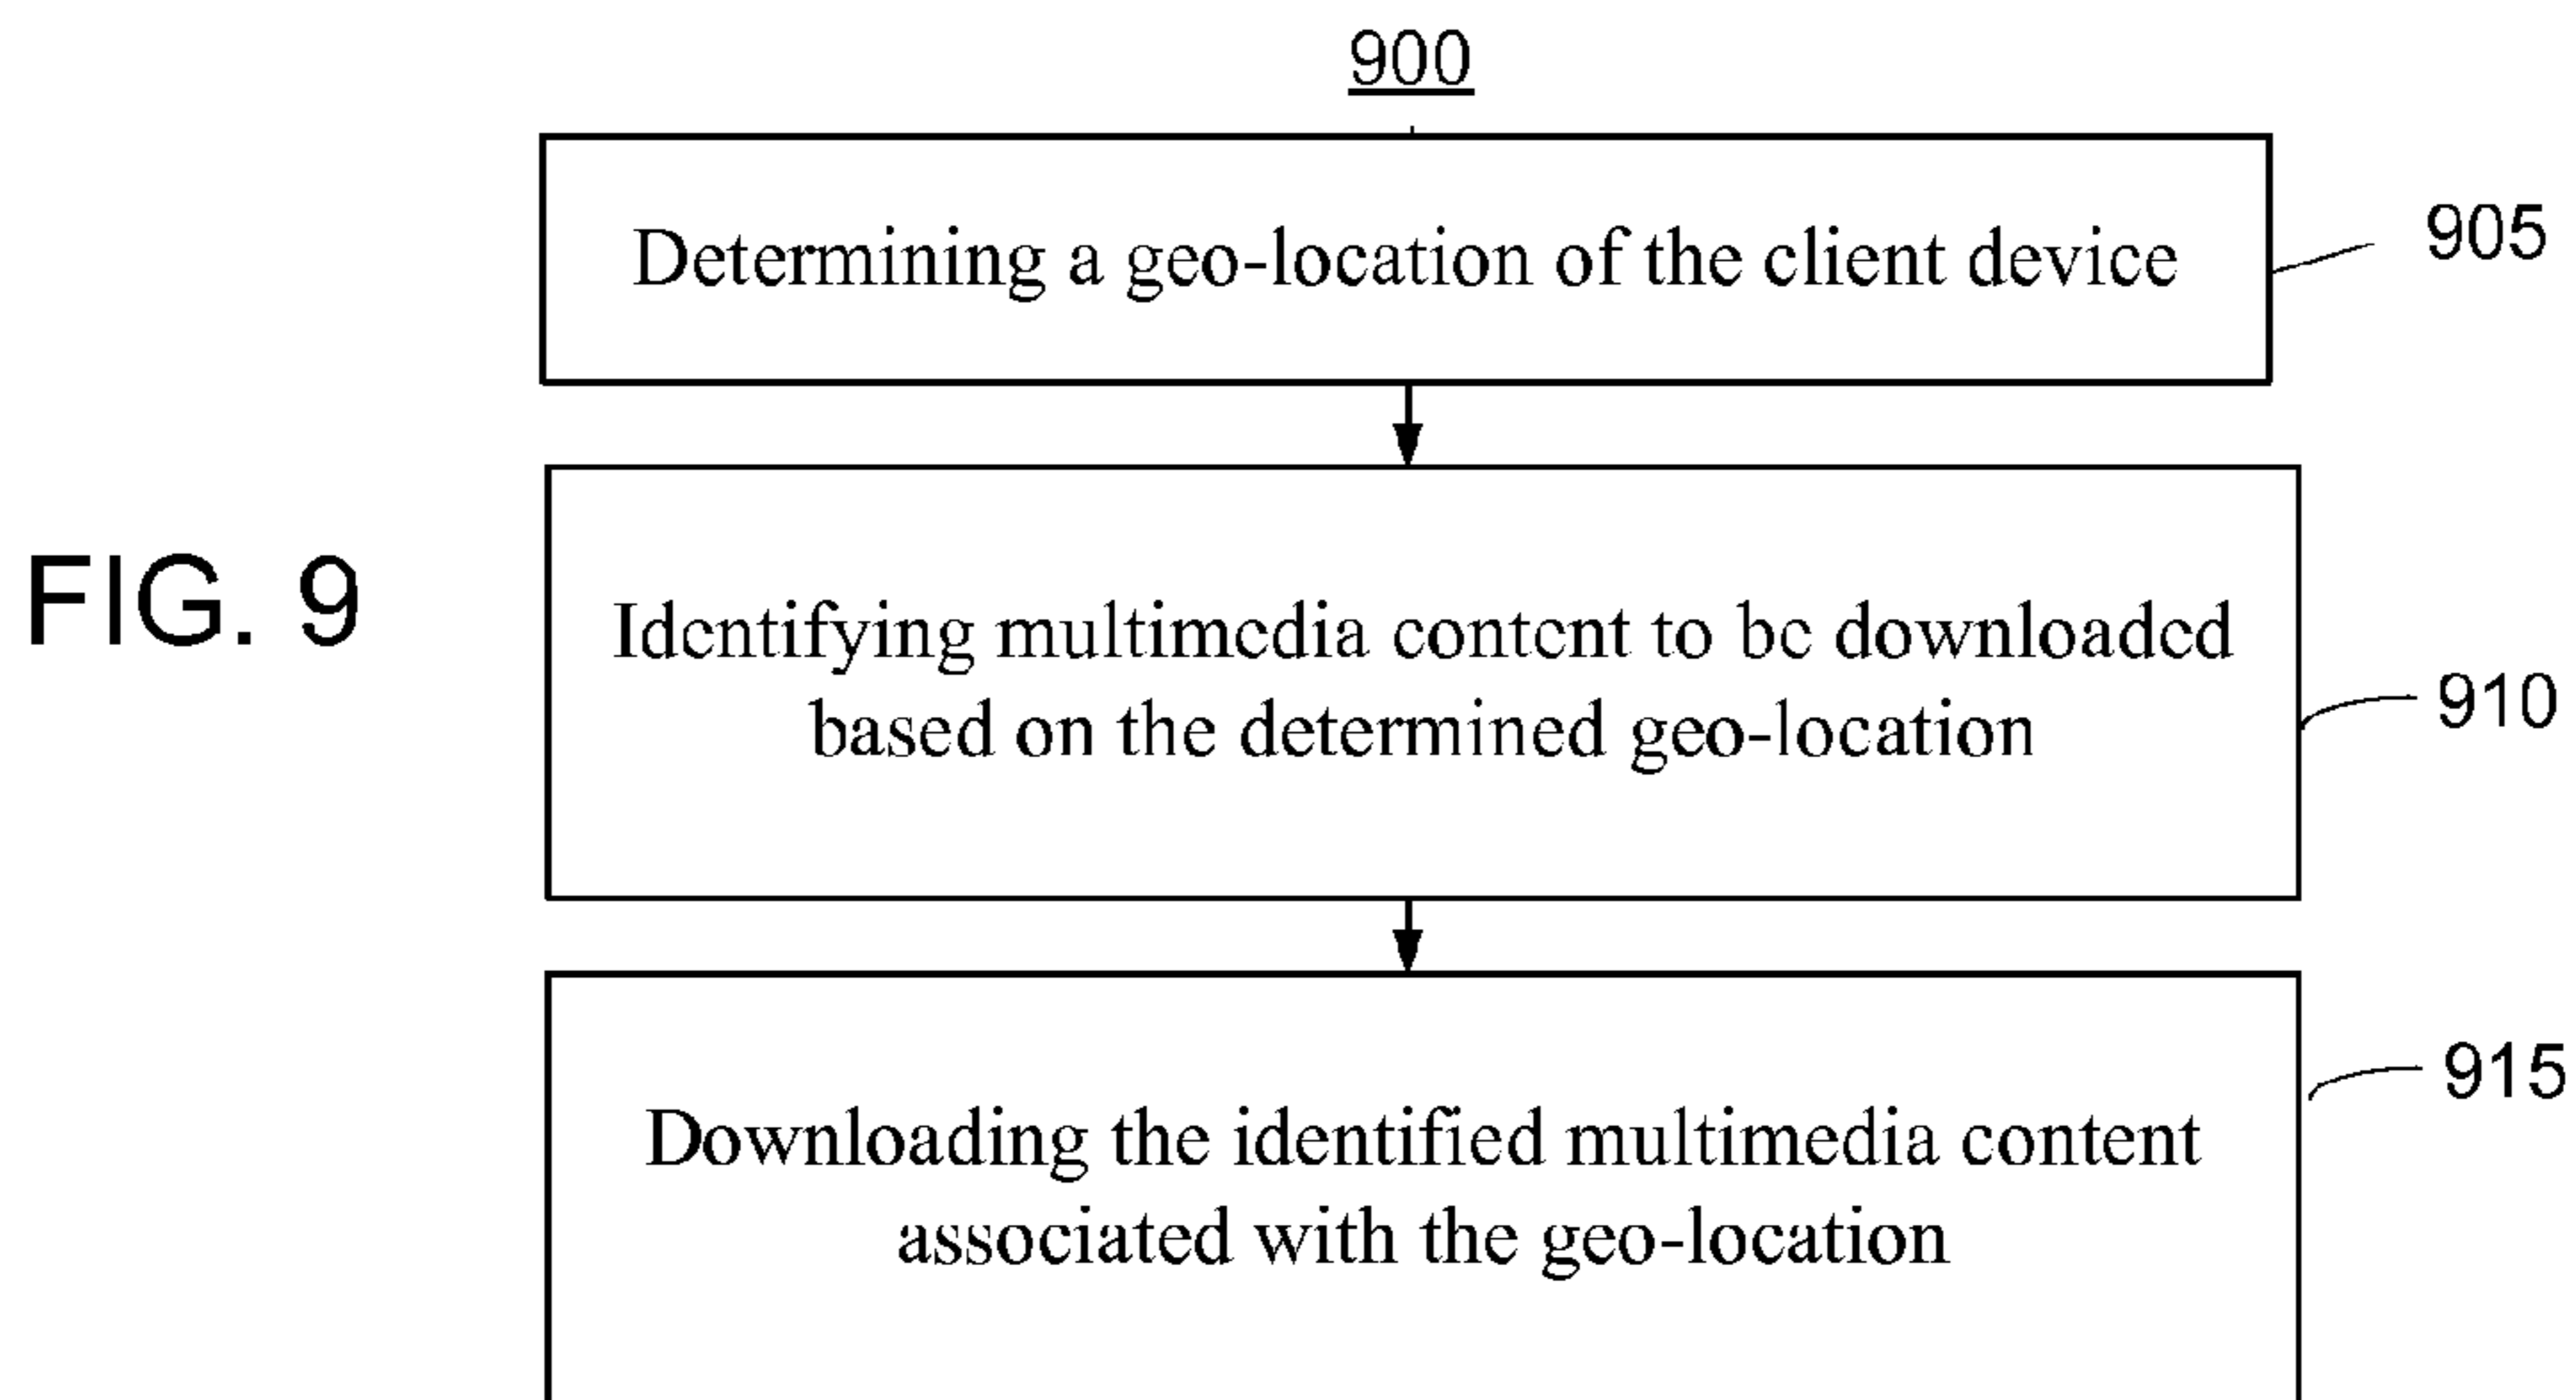 900
Determining a geo-location of the client device
905
FIG. 9
Identifying multimedia content to be downloaded
based on the determined geo-location
910
915
Downloading the identified multimedia content
associated with the geo-location